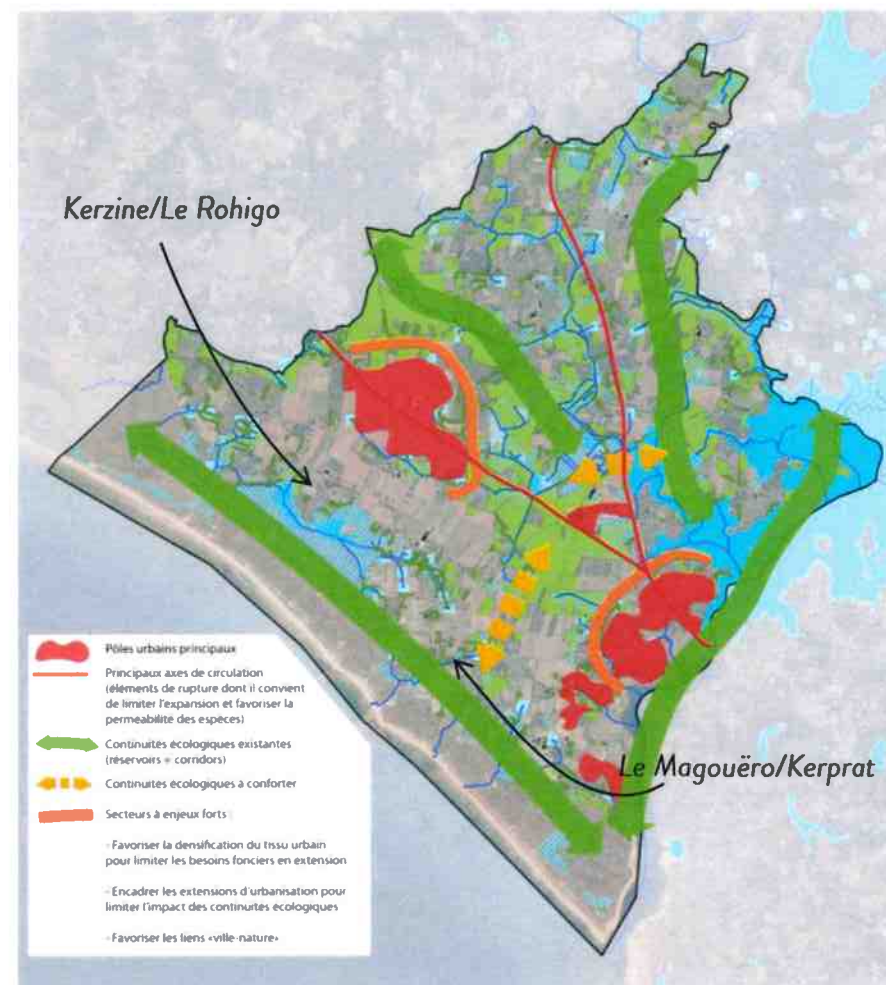 Kerzine/Le Rohigo
Pôles urbains principaux
Principaux axes de circulation
(éléments de rupture dont il convient
de limiter l'expansion et favoriser la
perméabilité des espèces)
Continuités écologiques existantes
(réservoirs + corridors)
Continuités écologiques à conforter
Secteurs à enjeux forts :
- Favoriser la densification du tissu urbain
pour limiter les besoins fonciers en extension
- Encadrer les extensions d'urbanisation pour
limiter l'impact des continuités écologiques
- Favoriser les liens «ville-nature»
Le Magouëro/Kerprat